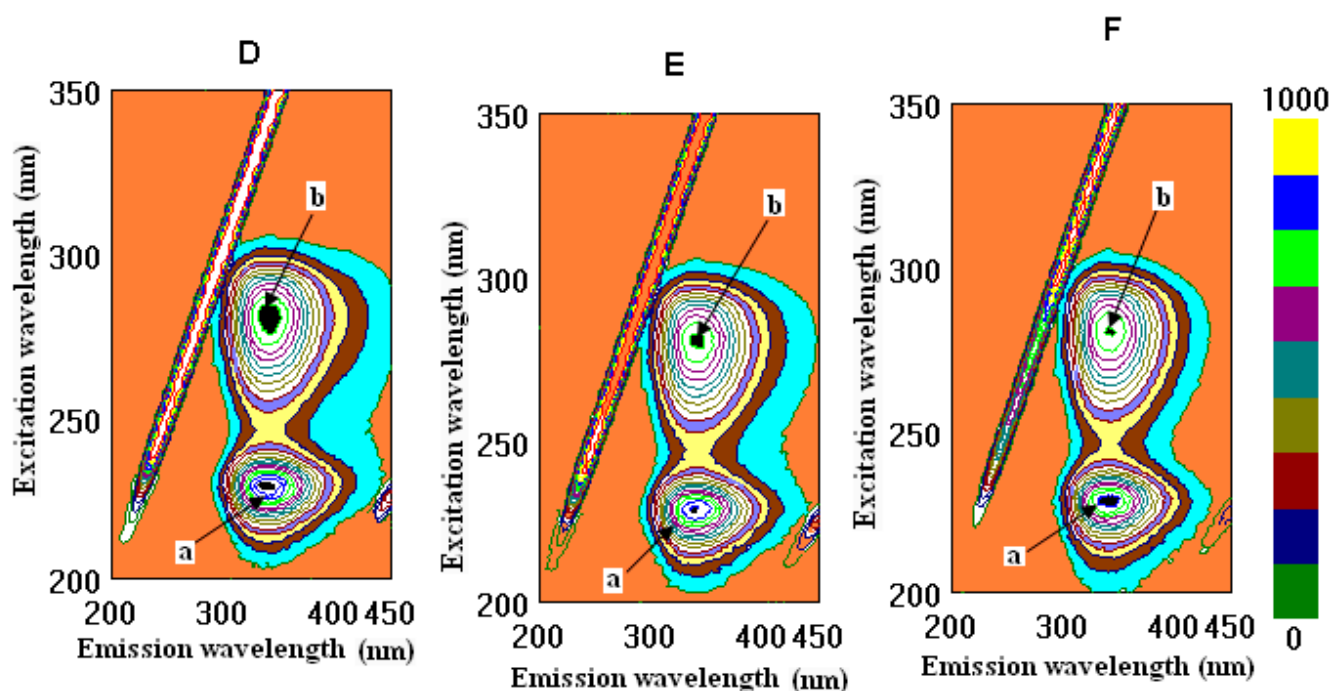 D
350
300
250
200
Excitation wavelength (nm)
b
a
200 300 400 450
Emission wavelength (nm)
E
350
300
250
200
Excitation wavelength (nm)
b
a
200 300 400 450
Emission wavelength (nm)
F
350
300
250
200
Excitation wavelength (nm)
b
a
200 300 400 450
Emission wavelength (nm)
1000
0